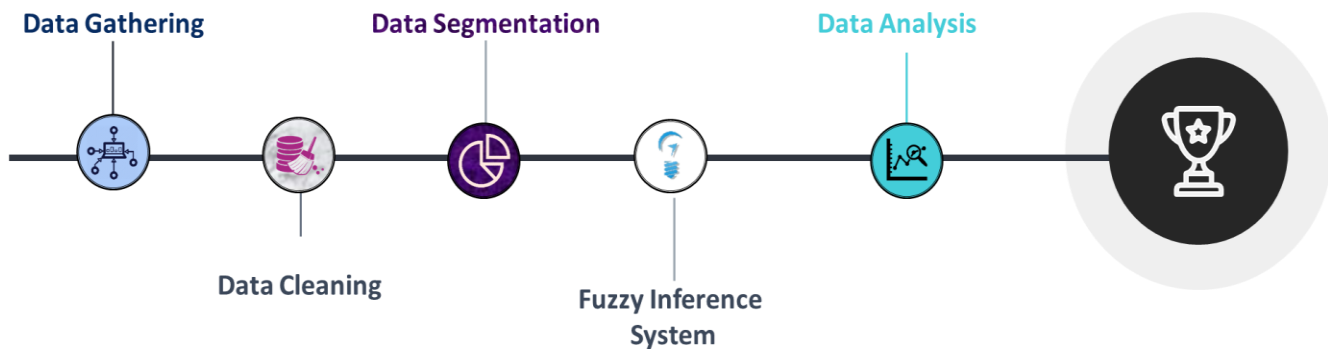 Data Gathering
Data Segmentation
Data Analysis
Data Cleaning
Fuzzy Inference
System